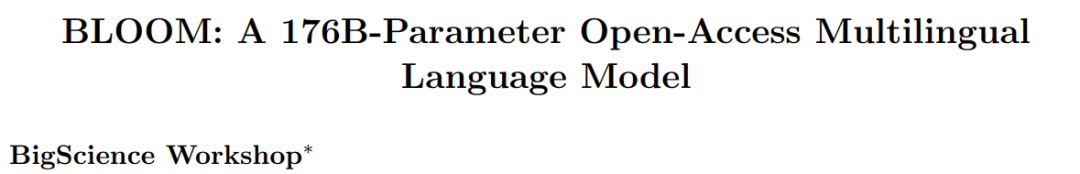 BLOOM: A 176B-Parameter Open-Access Multilingual
Language Model
BigScience Workshop*